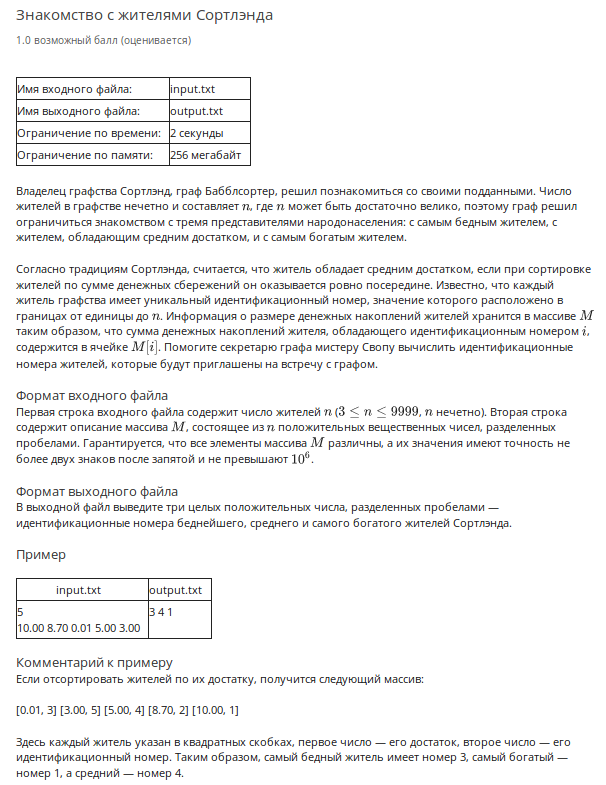 Знакомство с жителями Сортлэнда
1.0 возможный балл (оценивается)
Имя входного файла: input.txt
Имя выходного файла: output.txt
Ограничение по времени: 2 секунды
Ограничение по памяти: 256 мегабайт
Владелец графства Сортлэнд, граф Бабблсортер, решил познакомиться со своими подданными. Число
жителей в графстве нечетно и составляет n, где n может быть достаточно велико, поэтому граф решил
ограничиться знакомством с тремя представителями народонаселения: с самым бедным жителем, с
жителем, обладающим средним достатком, и с самым богатым жителем.
Согласно традициям Сортлэнда, считается, что житель обладает средним достатком, если при сортировке
жителей по сумме денежных сбережений он оказывается ровно посередине. Известно, что каждый
житель графства имеет уникальный идентификационный номер, значение которого расположено в
границах от единицы до n. Информация о размере денежных накоплений жителей хранится в массиве M
таким образом, что сумма денежных накоплений жителя, обладающего идентификационным номером i,
содержится в ячейке M[i]. Помогите секретарю графа мистеру Свопу вычислить идентификационные
номера жителей, которые будут приглашены на встречу с графом.
Формат входного файла
Первая строка входного файла содержит число жителей n (3 ≤ n ≤ 9999, n нечетно). Вторая строка
содержит описание массива M, состоящее из n положительных вещественных чисел, разделенных
пробелами. Гарантируется, что все элементы массива M различны, а их значения имеют точность не
более двух знаков после запятой и не превышают 10⁶.
Формат выходного файла
В выходной файл выведите три целых положительных числа, разделенных пробелами —
идентификационные номера беднейшего, среднего и самого богатого жителей Сортлэнда.
Пример
input.txt output.txt
5 3 4 1
10.00 8.70 0.01 5.00 3.00
Комментарий к примеру
Если отсортировать жителей по их достатку, получится следующий массив:
[0.01, 3] [3.00, 5] [5.00, 4] [8.70, 2] [10.00, 1]
Здесь каждый житель указан в квадратных скобках, первое число — его достаток, второе число — его
идентификационный номер. Таким образом, самый бедный житель имеет номер 3, самый богатый —
номер 1, а средний — номер 4.